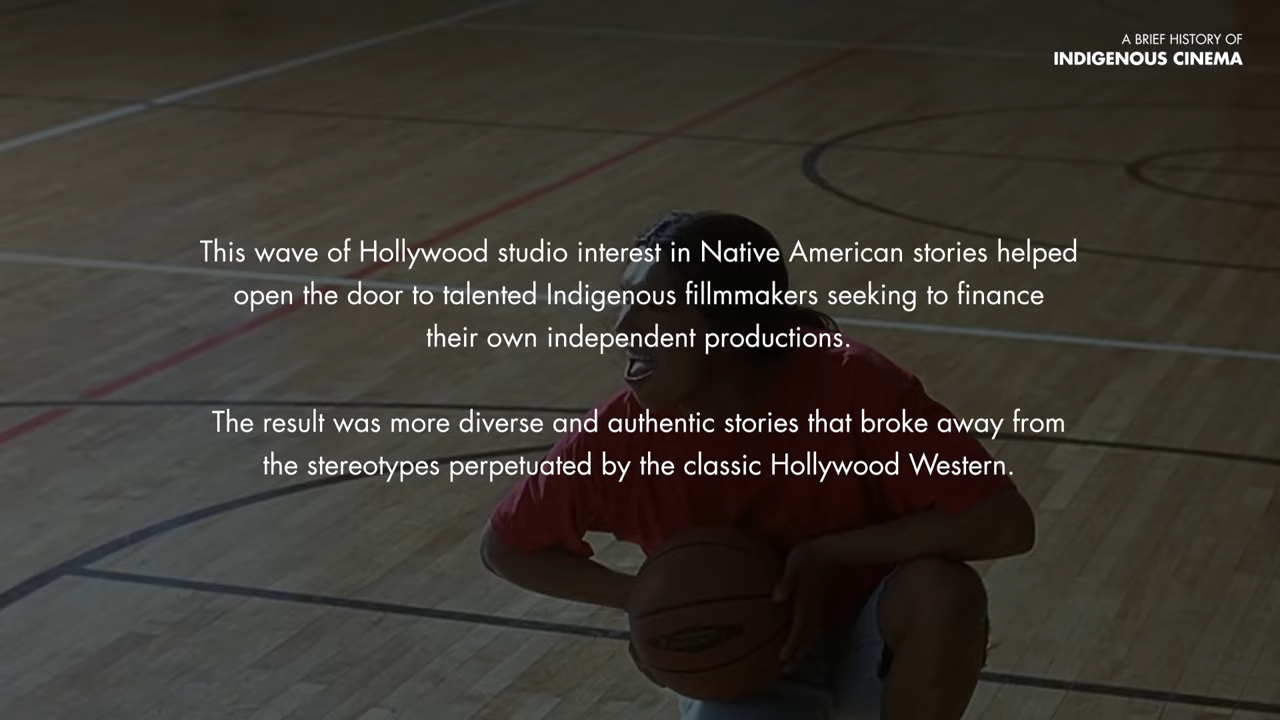 A BRIEF HISTORY OF
INDIGENOUS CINEMA
This wave of Hollywood studio interest in Native American stories helped
open the door to talented Indigenous fillmmakers seeking to finance
their own independent productions.
The result was more diverse and authentic stories that broke away from
the stereotypes perpetuated by the classic Hollywood Western.